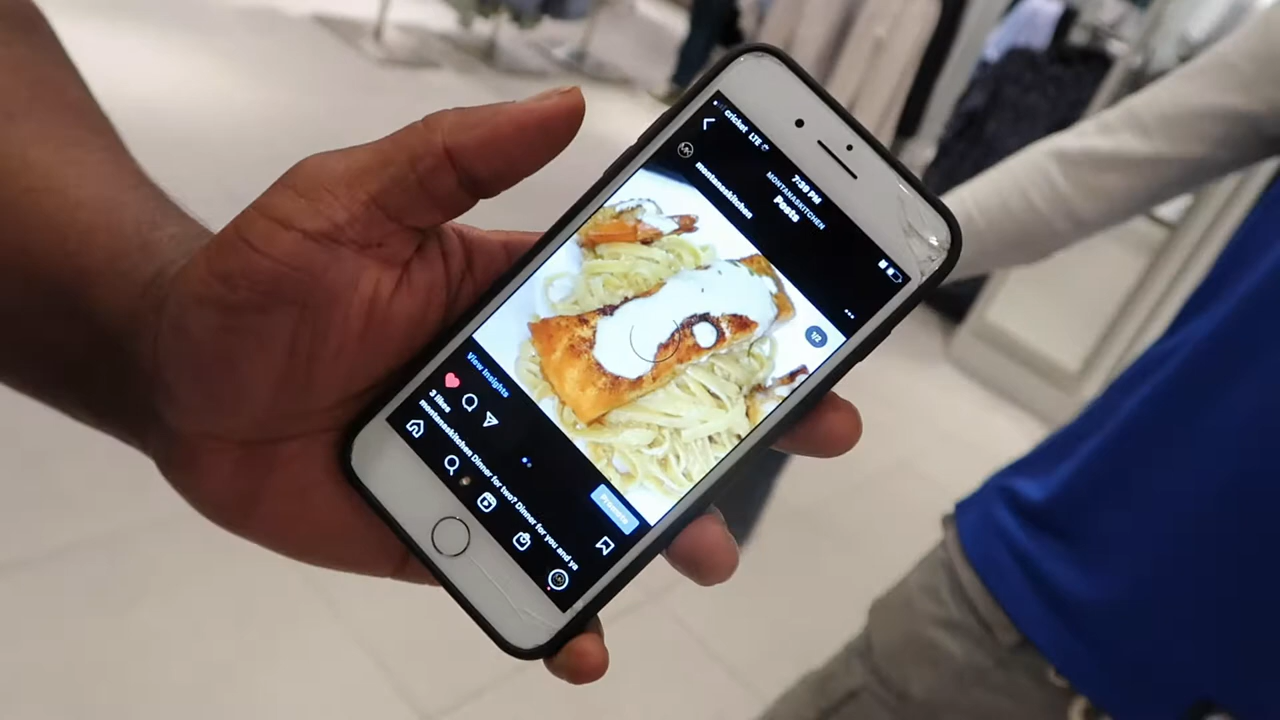 cricket LTE
7:39 PM
MONTANASKITCHEN
Posts
MK
montanaskitchen
1/2
View Insights
Promote
3 likes
montanaskitchen Dinner for two? Dinner for you and ya